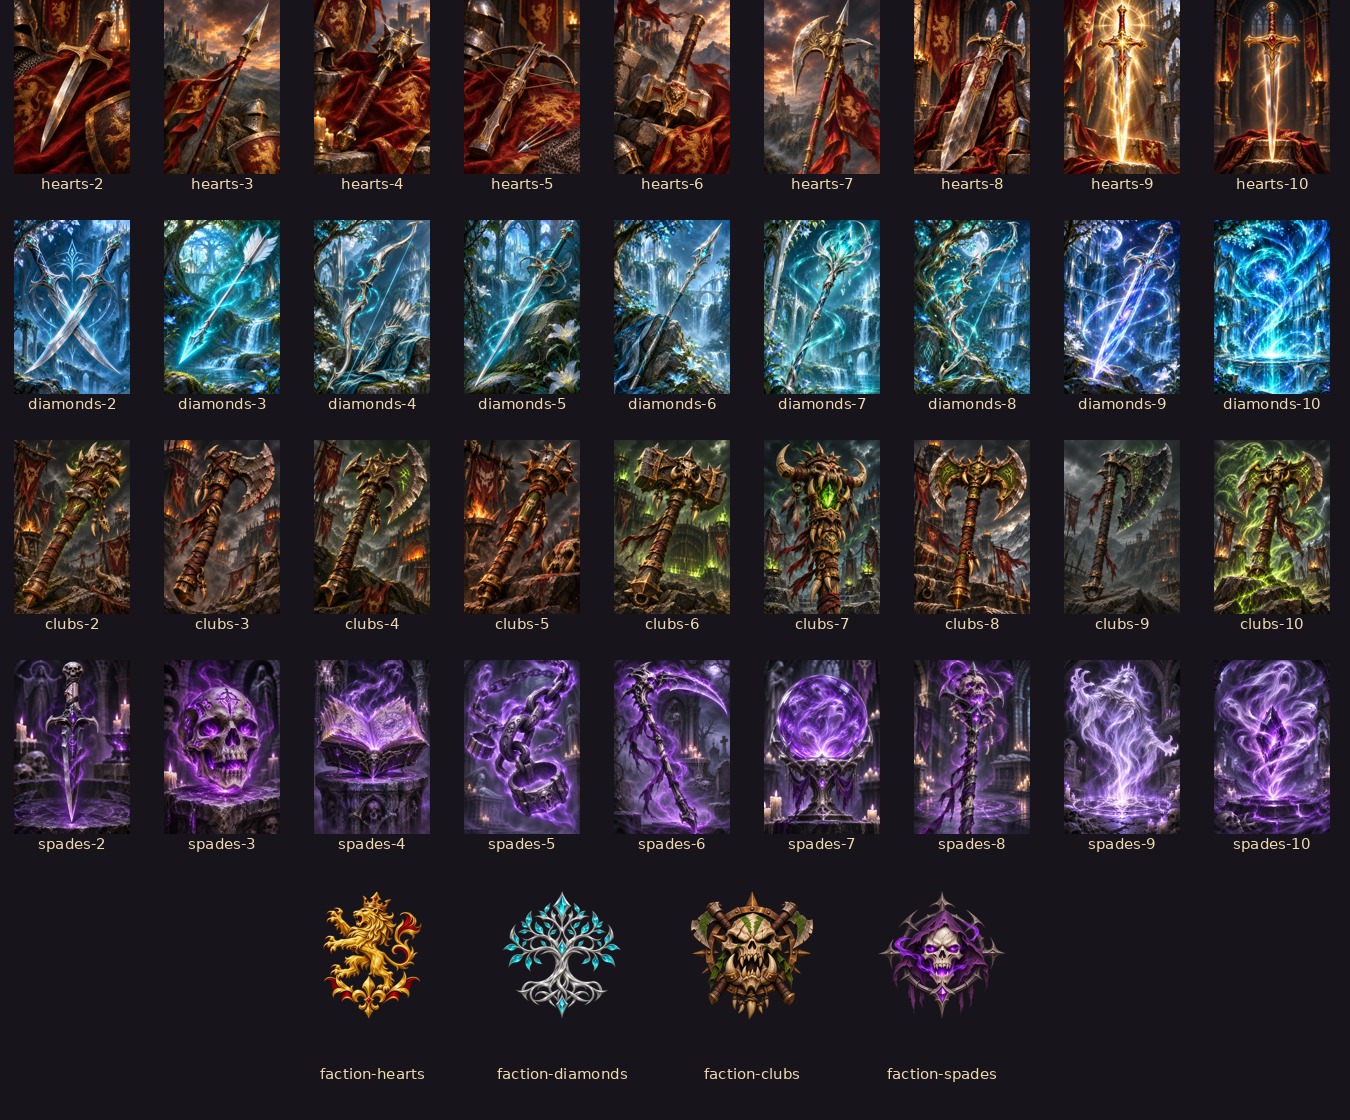 hearts-2 hearts-3 hearts-4 hearts-5 hearts-6 hearts-7 hearts-8 hearts-9 hearts-10
diamonds-2 diamonds-3 diamonds-4 diamonds-5 diamonds-6 diamonds-7 diamonds-8 diamonds-9 diamonds-10
clubs-2 clubs-3 clubs-4 clubs-5 clubs-6 clubs-7 clubs-8 clubs-9 clubs-10
spades-2 spades-3 spades-4 spades-5 spades-6 spades-7 spades-8 spades-9 spades-10
faction-hearts faction-diamonds faction-clubs faction-spades